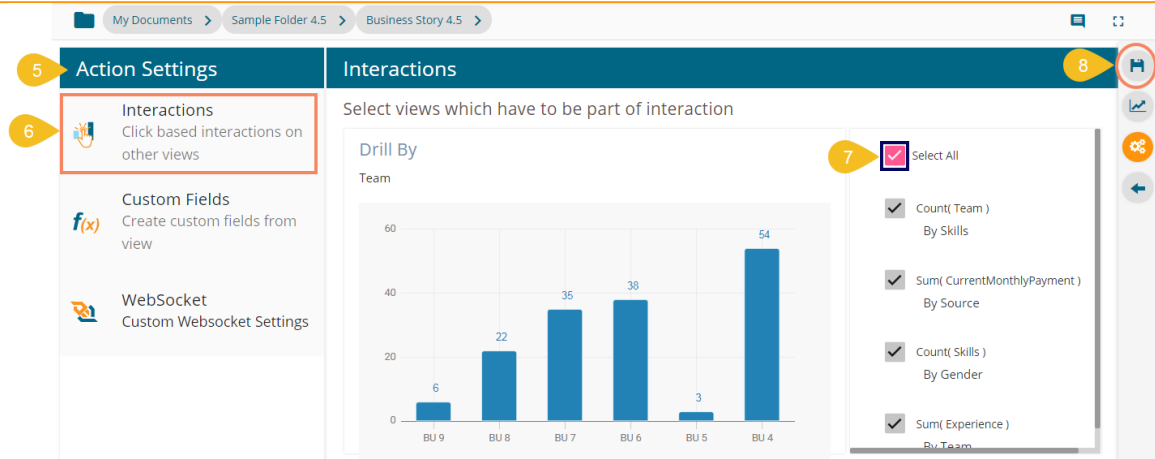 My Documents
Sample Folder 4.5
Business Story 4.5
5
Action Settings
Interactions
8
6
Interactions
Click based interactions on
other views
f(x)
Custom Fields
Create custom fields from
view
WebSocket
Custom Websocket Settings
Select views which have to be part of interaction
Drill By
Team
60
40
20
0
6
22
35
38
3
54
BU 9
BU 8
BU 7
BU 6
BU 5
BU 4
7
Select All
Count( Team )
By Skills
Sum( CurrentMonthlyPayment )
By Source
Count( Skills )
By Gender
Sum( Experience )
By Team